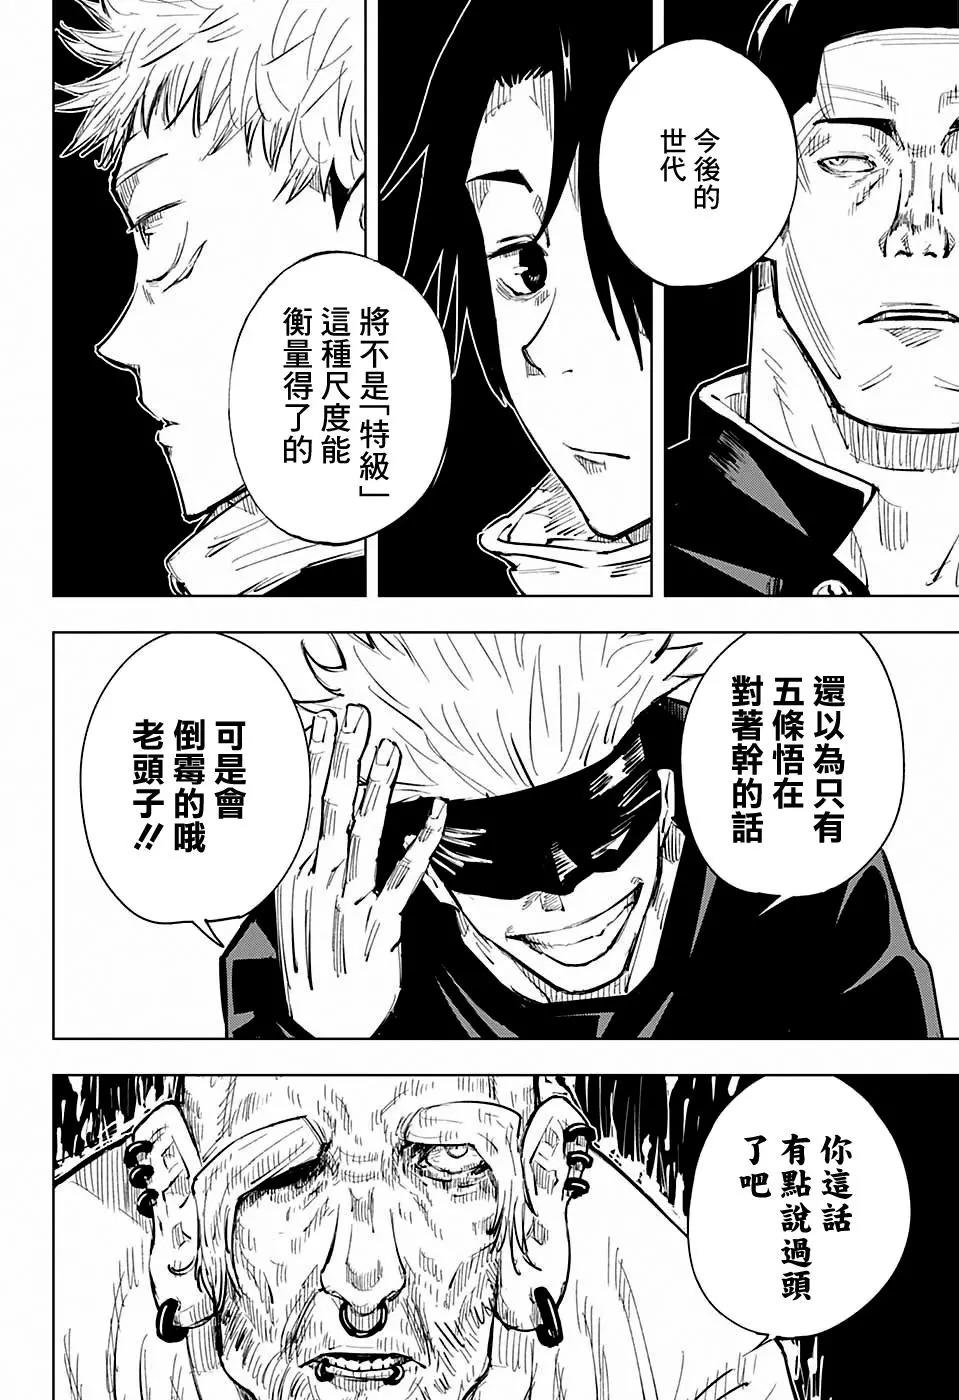 今後的
世代
將不是「特級」
這種尺度能
衡量得了的
還以為只有
五條悟在
對著幹的話
可是會
倒霉的哦
老頭子!!
你這話
有點說過頭
了吧